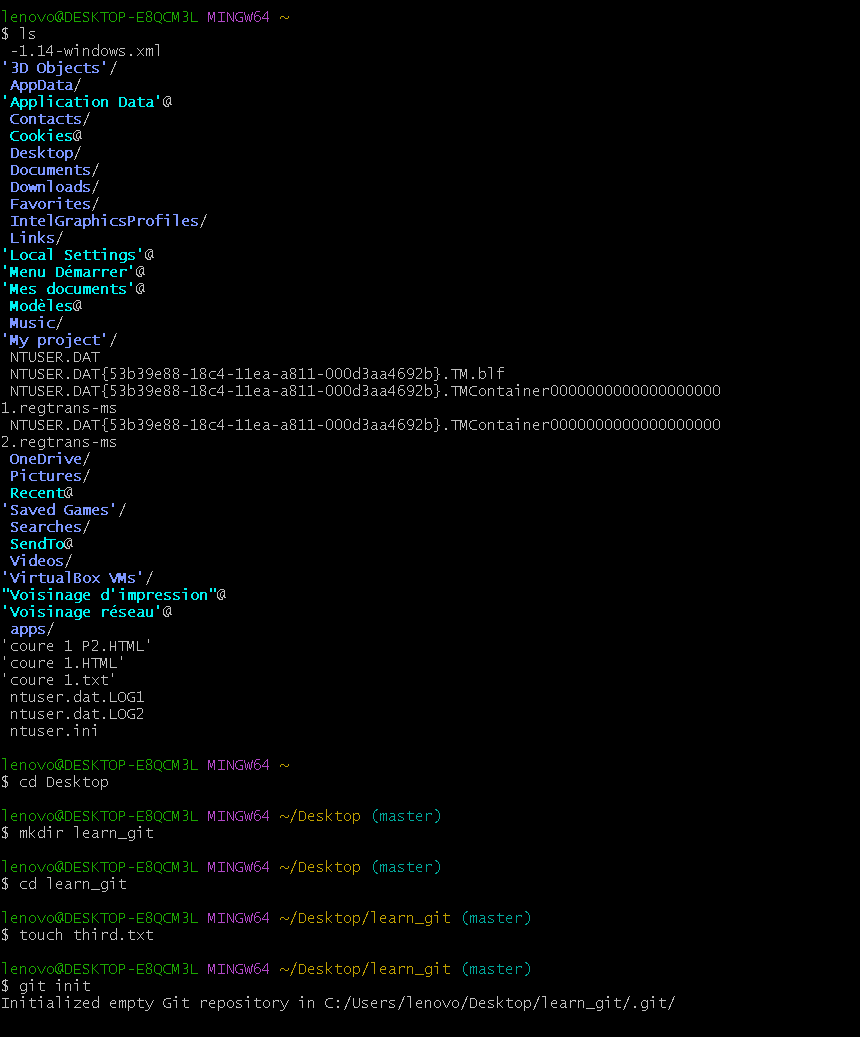 lenovo@DESKTOP-E8QCM3L MINGW64 ~
$ ls
 -1.14-windows.xml
'3D Objects'/
 AppData/
'Application Data'@
 Contacts/
 Cookies@
 Desktop/
 Documents/
 Downloads/
 Favorites/
 IntelGraphicsProfiles/
 Links/
'Local Settings'@
'Menu Démarrer'@
'Mes documents'@
 Modèles@
 Music/
'My project'/
 NTUSER.DAT
 NTUSER.DAT{53b39e88-18c4-11ea-a811-000d3aa4692b}.TM.blf
 NTUSER.DAT{53b39e88-18c4-11ea-a811-000d3aa4692b}.TMContainer0000000000000000000
1.regtrans-ms
 NTUSER.DAT{53b39e88-18c4-11ea-a811-000d3aa4692b}.TMContainer0000000000000000000
2.regtrans-ms
 OneDrive/
 Pictures/
 Recent@
'Saved Games'/
 Searches/
 SendTo@
 Videos/
'VirtualBox VMs'/
"Voisinage d'impression"@
'Voisinage réseau'@
 apps/
'coure 1 P2.HTML'
'coure 1.HTML'
'coure 1.txt'
 ntuser.dat.LOG1
 ntuser.dat.LOG2
 ntuser.ini
lenovo@DESKTOP-E8QCM3L MINGW64 ~
$ cd Desktop
lenovo@DESKTOP-E8QCM3L MINGW64 ~/Desktop (master)
$ mkdir learn_git
lenovo@DESKTOP-E8QCM3L MINGW64 ~/Desktop (master)
$ cd learn_git
lenovo@DESKTOP-E8QCM3L MINGW64 ~/Desktop/learn_git (master)
$ touch third.txt
lenovo@DESKTOP-E8QCM3L MINGW64 ~/Desktop/learn_git (master)
$ git init
Initialized empty Git repository in C:/Users/lenovo/Desktop/learn_git/.git/